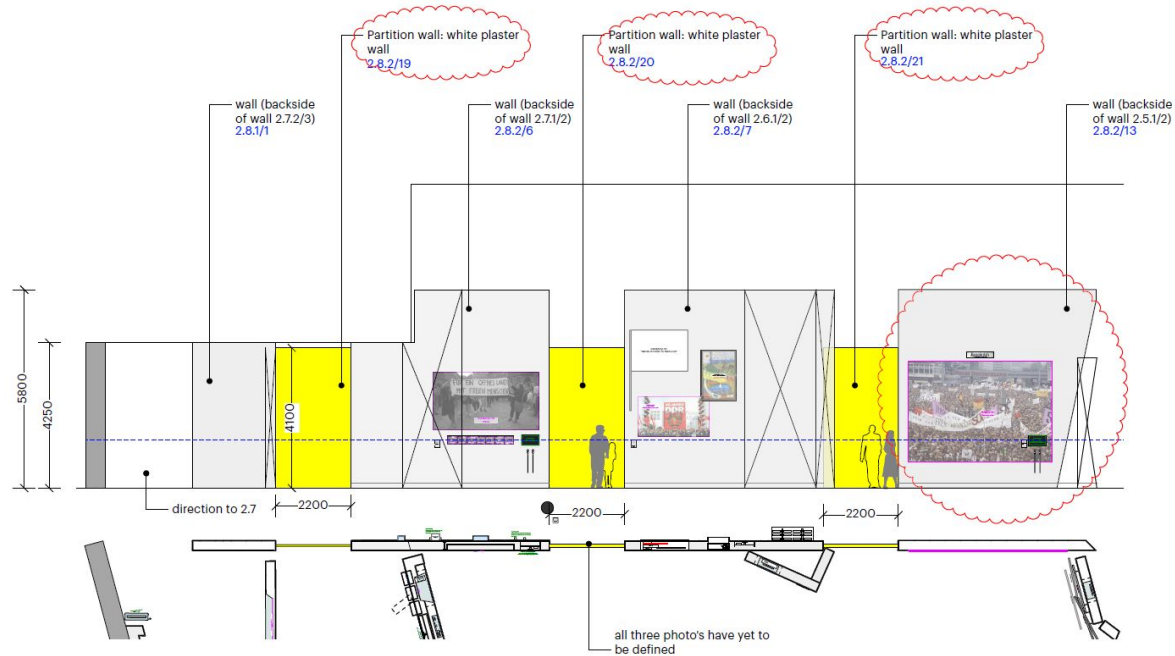 Partition wall: white plaster
wall
2.8.2/19
Partition wall: white plaster
wall
2.8.2/20
Partition wall: white plaster
wall
2.8.2/21
wall (backside
of wall 2.7.2/3)
2.8.1/1
wall (backside
of wall 2.7.1/2)
2.8.2/6
wall (backside
of wall 2.6.1/2)
2.8.2/7
wall (backside
of wall 2.5.1/2)
2.8.2/13
5800
4250
4100
DDR
direction to 2.7
2200
2200
2200
all three photo's have yet to
be defined